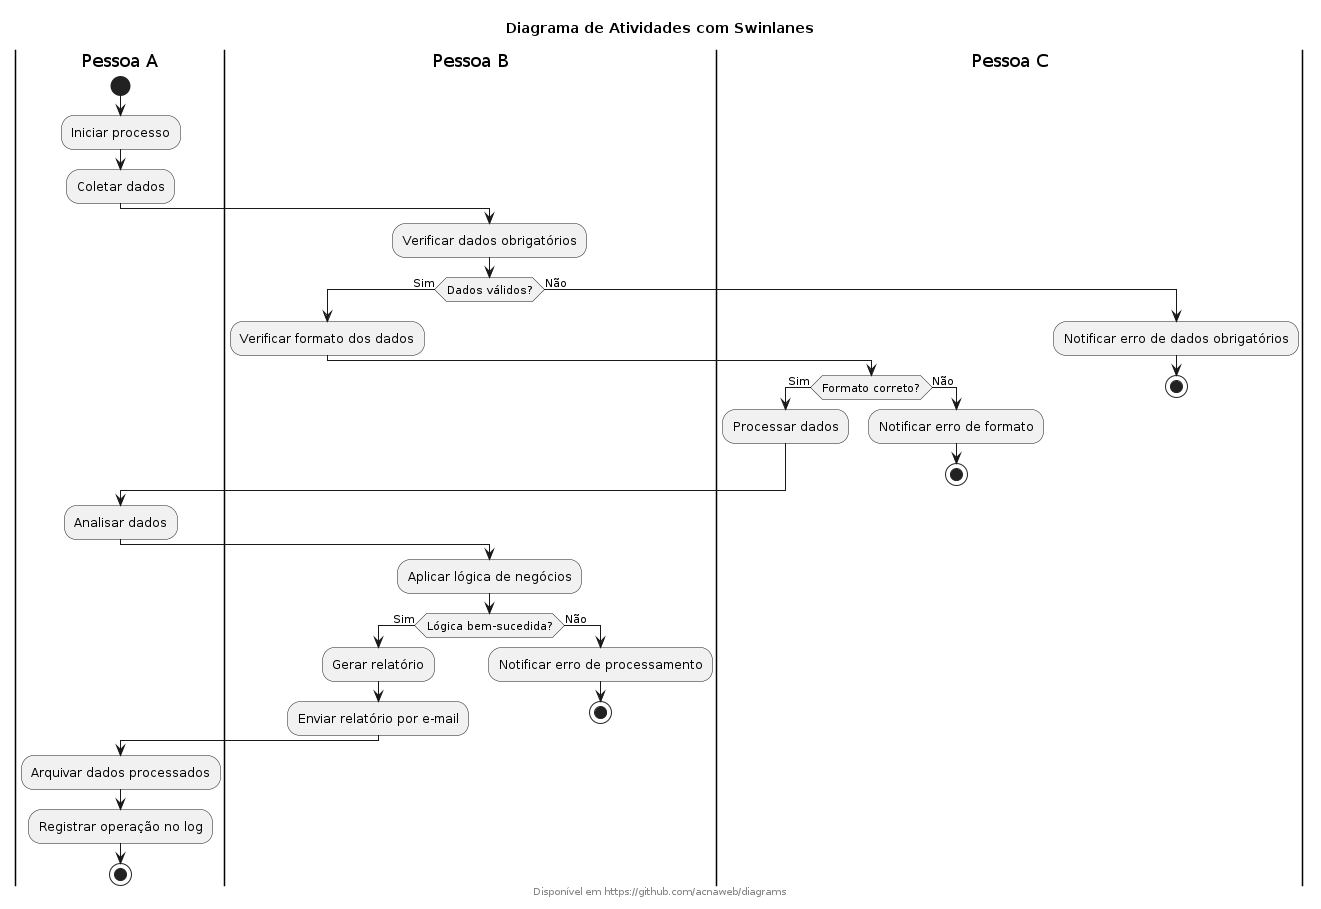 Diagrama de Atividades com Swinlanes
Pessoa A
Pessoa B
Pessoa C
Iniciar processo
Coletar dados
Verificar dados obrigatórios
Sim
Dados válidos?
Não
Verificar formato dos dados
Notificar erro de dados obrigatórios
Sim
Formato correto?
Não
Processar dados
Notificar erro de formato
Analisar dados
Aplicar lógica de negócios
Sim
Lógica bem-sucedida?
Não
Gerar relatório
Notificar erro de processamento
Enviar relatório por e-mail
Arquivar dados processados
Registrar operação no log
Disponível em https://github.com/acnaweb/diagrams